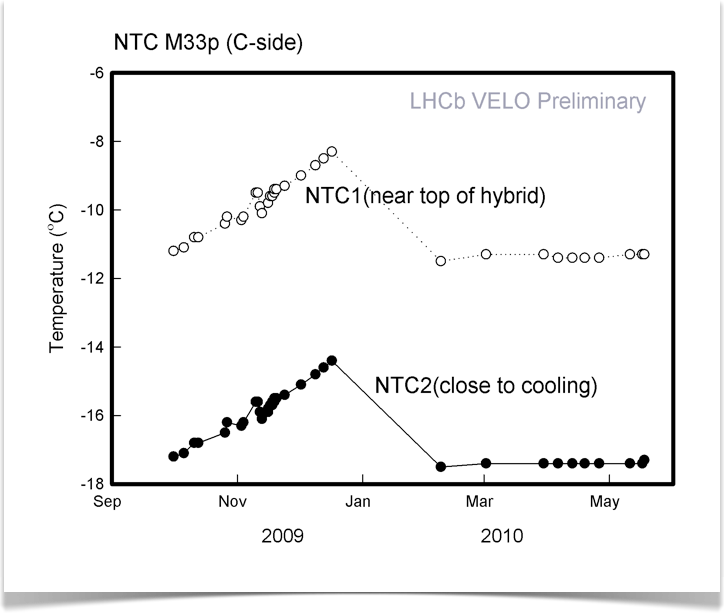 NTC M33p (C-side)
-6
LHCb VELO Preliminary
-8
NTC1(near top of hybrid)
-10
Temperature (°C)
-12
-14
NTC2(close to cooling)
-16
-18
Sep Nov Jan Mar May
2009 2010